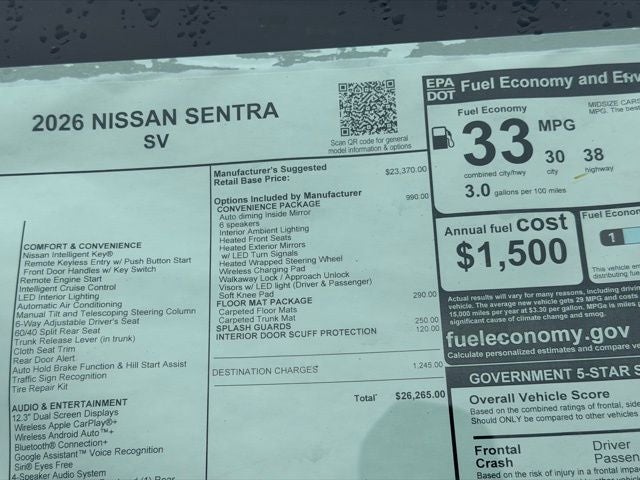 2026 NISSAN SENTRA
SV
Scan QR code for general
model information & options
COMFORT & CONVENIENCE
Nissan Intelligent Key®
Remote Keyless Entry w/ Push Button Start
Front Door Handles w/ Key Switch
Remote Engine Start
Intelligent Cruise Control
LED Interior Lighting
Automatic Air Conditioning
Manual Tilt and Telescoping Steering Column
6-Way Adjustable Driver's Seat
60/40 Split Rear Seat
Trunk Release Lever (in trunk)
Cloth Seat Trim
Rear Door Alert
Auto Hold Brake Function & Hill Start Assist
Traffic Sign Recognition
Tire Repair Kit
AUDIO & ENTERTAINMENT
12.3" Dual Screen Displays
Wireless Apple CarPlay®+
Wireless Android Auto™+
Bluetooth® Connection+
Google Assistant™ Voice Recognition
Siri® Eyes Free
4-Speaker Audio System
Manufacturer's Suggested
Retail Base Price: $23,370.00
Options Included by Manufacturer
CONVENIENCE PACKAGE 990.00
Auto diming Inside Mirror
6 speakers
Interior Ambient Lighting
Heated Front Seats
Heated Exterior Mirrors
w/ LED Turn Signals
Heated Wrapped Steering Wheel
Wireless Charging Pad
Walkaway Lock / Approach Unlock
Visors w/ LED light (Driver & Passenger)
Soft Knee Pad
FLOOR MAT PACKAGE 290.00
Carpeted Floor Mats
Carpeted Trunk Mat
SPLASH GUARDS 250.00
INTERIOR DOOR SCUFF PROTECTION 120.00
DESTINATION CHARGES 1,245.00
Total* $26,265.00
EPA
DOT
Fuel Economy and
Fuel Economy
33 MPG
MIDSIZE CARS
MPG. The best
30 38
combined city/hwy city highway
3.0 gallons per 100 miles
Annual fuel cost
$1,500
Fuel Econom
1
This vehicle em
distributing fue
Actual results will vary for many reasons, including driving
vehicle. The average new vehicle gets 29 MPG and costs
15,000 miles per year at $3.30 per gallon. MPGe is miles p
significant cause of climate change and smog.
fueleconomy.gov
Calculate personalized estimates and compare ve
GOVERNMENT 5-STAR S
Overall Vehicle Score
Based on the combined ratings of frontal, side
Should ONLY be compared to other vehicles
Frontal Driver
Crash Passen
Based on the risk of injury in a frontal impa